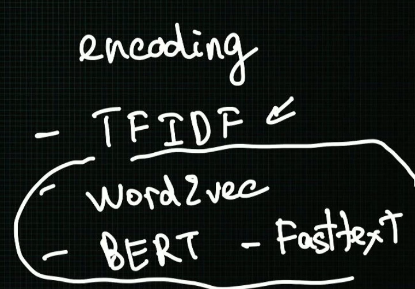 encoding
- TFIDF ↙
- Word2vec
- BERT - Fasttext